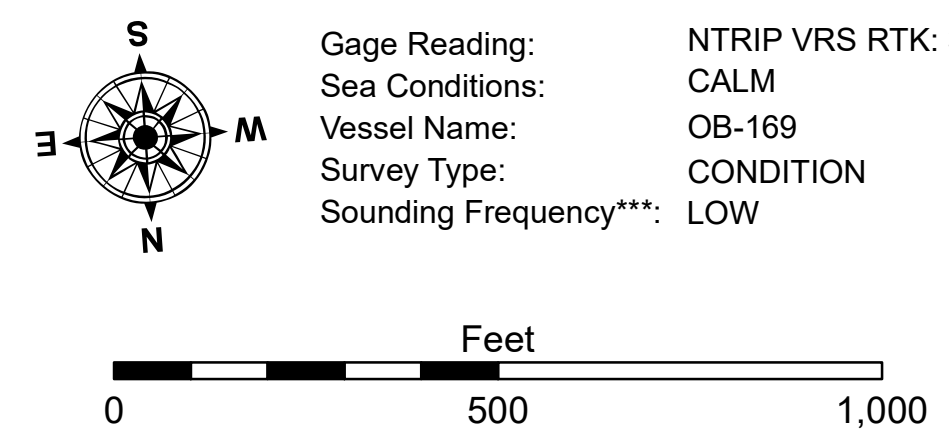 S
E
W
N
Gage Reading: NTRIP VRS RTK:
Sea Conditions: CALM
Vessel Name: OB-169
Survey Type: CONDITION
Sounding Frequency***: LOW
Feet
0 500 1,000